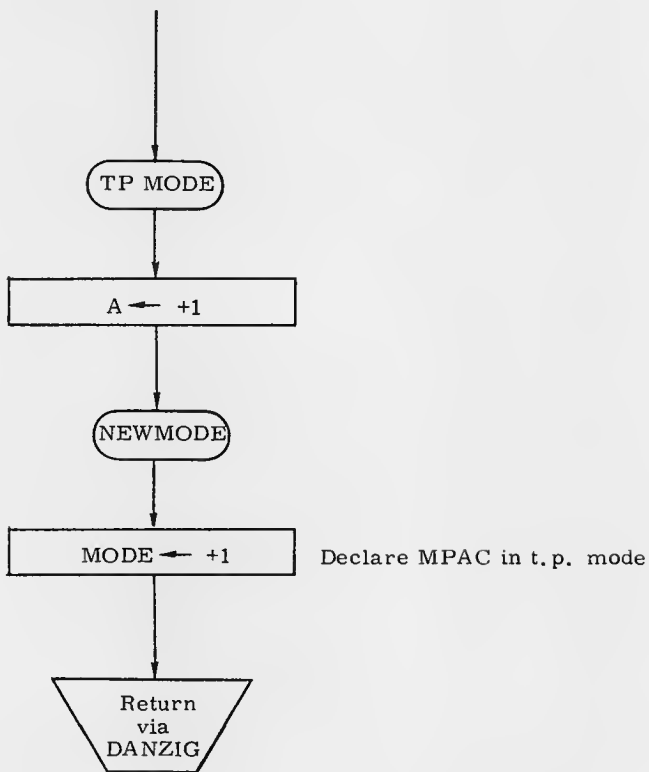 TP MODE
A ← +1
NEWMODE
MODE ← +1 Declare MPAC in t.p. mode
Return
via
DANZIG